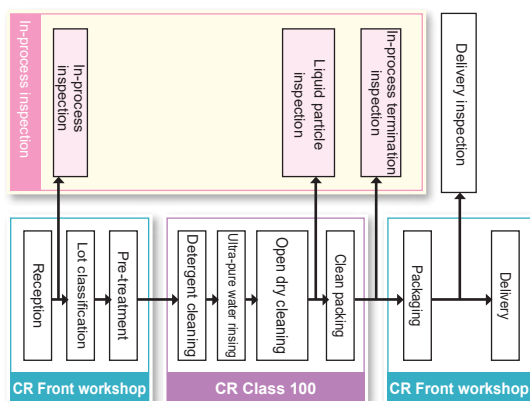 In-process inspection
In-process
inspection
Liquid particle
inspection
In-process termination
inspection
Delivery inspection
Reception
Lot classification
Pre-treatment
Detergent cleaning
Ultra-pure water
rinsing
Open dry cleaning
Clean packing
Packaging
Delivery
CR Front workshop
CR Class 100
CR Front workshop